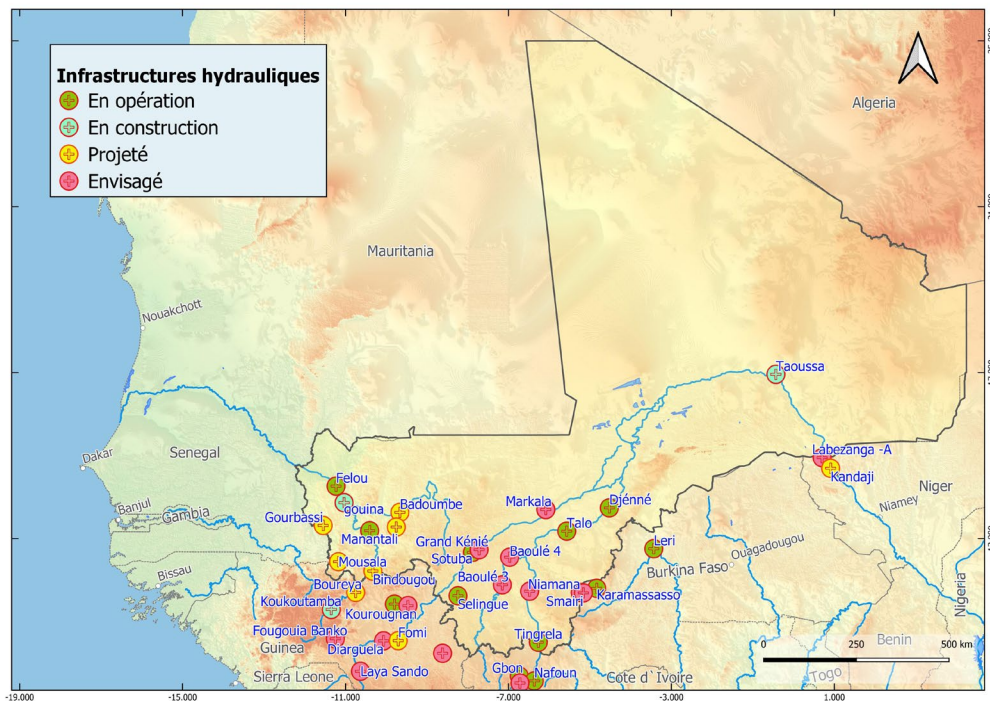 Infrastructures hydrauliques
En opération
En construction
Projeté
Envisagé
Algeria
Mauritania
Nouakchott
Taoussa
Dakar
Senegal
Labezanga -A
Kandaji
Niger
Niamey
Felou
gouina
Badoumbe
Banjul
Gambia
Gourbassi
Manantali
Markala
Djénné
Talo
Grand Kénié
Sotuba
Baoulé 4
Leri
Ouagadougou
Bissau
Mousala
Bindougou
Baoulé 3
Niamana
Burkina Faso
Boureya
Koukoutamba
Kourougnan
Selingue
Smairi
Karamassasso
Nigeria
Fougouia Banko
Guinea
Diarguela
Fomi
Tingrela
Benin
Sierra Leone
Laya Sando
Gbon
Nafoun
Cote d`Ivoire
Togo
0
250
500 km
-19.000
-15.000
-11.000
-7.000
-3.000
1.000